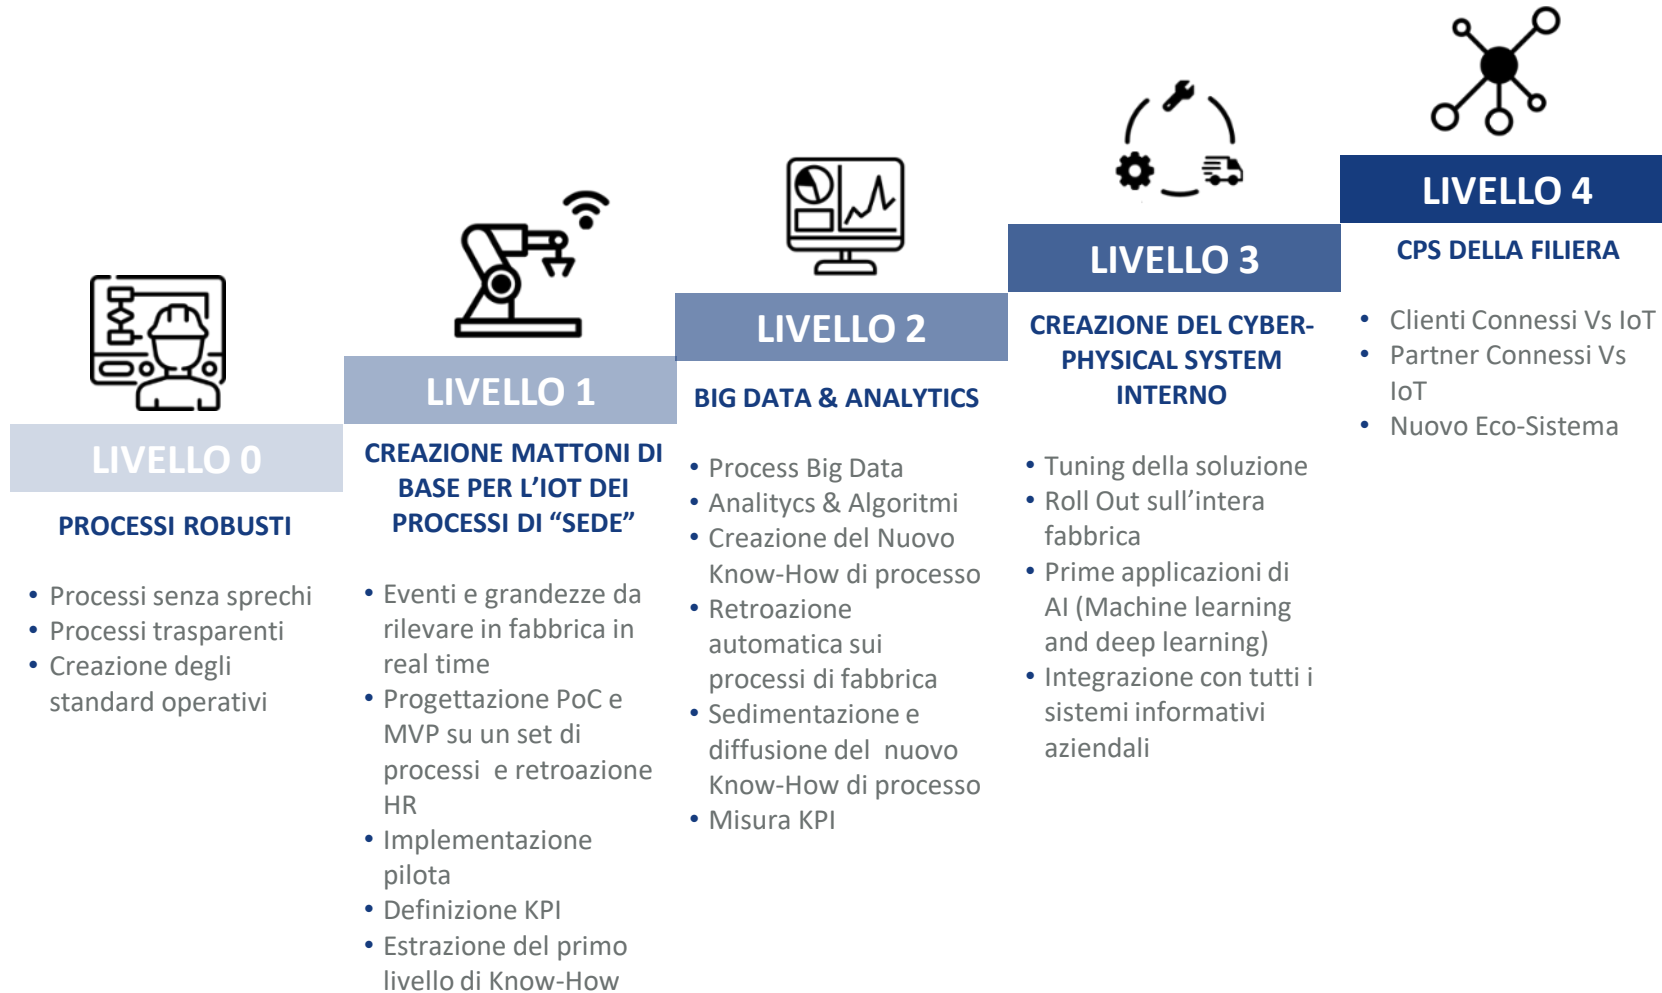 LIVELLO 0
PROCESSI ROBUSTI
• Processi senza sprechi
• Processi trasparenti
• Creazione degli
standard operativi
LIVELLO 1
CREAZIONE MATTONI DI
BASE PER L’IOT DEI
PROCESSI DI “SEDE”
• Eventi e grandezze da
rilevare in fabbrica in
real time
• Progettazione PoC e
MVP su un set di
processi e retroazione
HR
• Implementazione
pilota
• Definizione KPI
• Estrazione del primo
livello di Know-How
LIVELLO 2
BIG DATA & ANALYTICS
• Process Big Data
• Analitycs & Algoritmi
• Creazione del Nuovo
Know-How di processo
• Retroazione
automatica sui
processi di fabbrica
• Sedimentazione e
diffusione del nuovo
Know-How di processo
• Misura KPI
LIVELLO 3
CREAZIONE DEL CYBER-
PHYSICAL SYSTEM
INTERNO
• Tuning della soluzione
• Roll Out sull’intera
fabbrica
• Prime applicazioni di
AI (Machine learning
and deep learning)
• Integrazione con tutti i
sistemi informativi
aziendali
LIVELLO 4
CPS DELLA FILIERA
• Clienti Connessi Vs IoT
• Partner Connessi Vs
IoT
• Nuovo Eco-Sistema